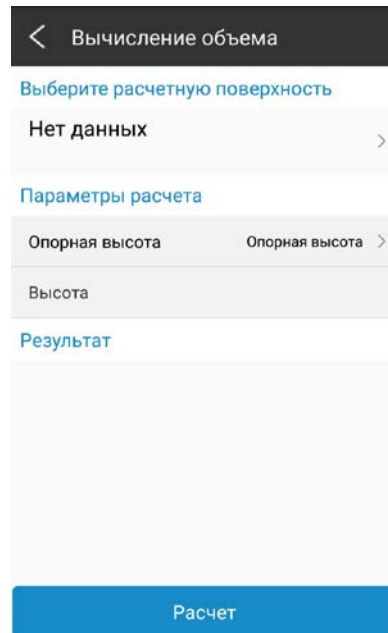 Вычисление объема
Выберите расчетную поверхность
Нет данных
Параметры расчета
Опорная высота Опорная высота
Высота
Результат
Расчет